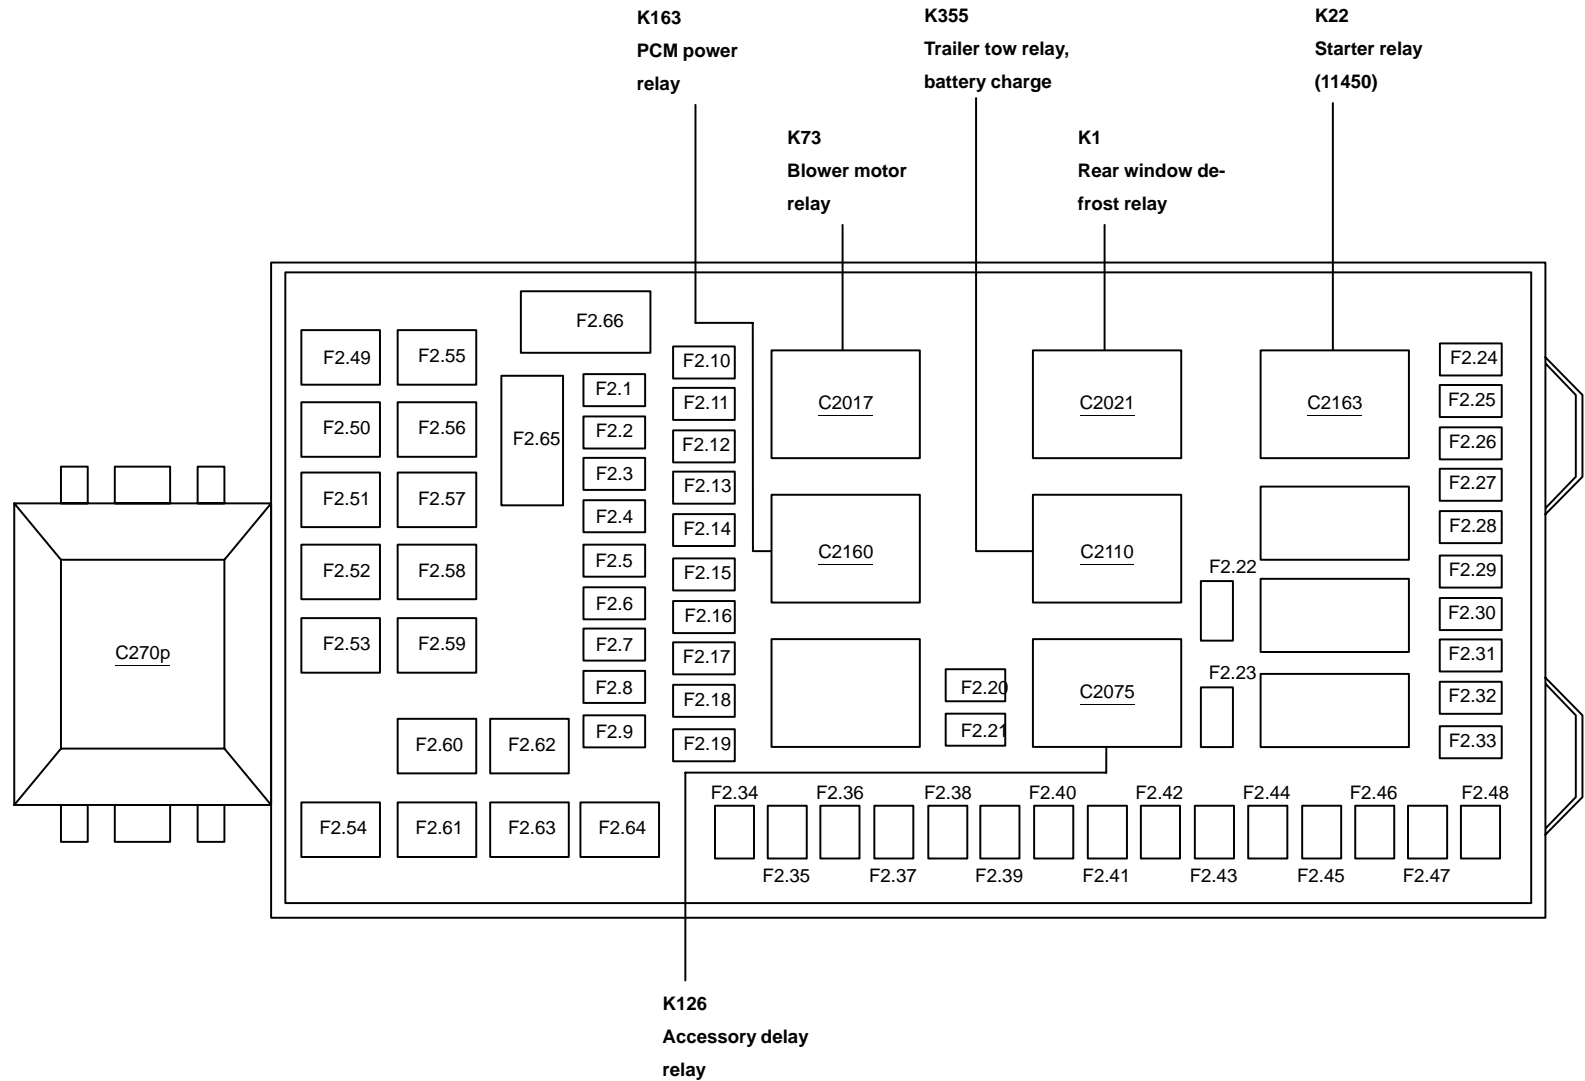 K163
PCM power
relay
K355
Trailer tow relay,
battery charge
K22
Starter relay
(11450)
K73
Blower motor
relay
K1
Rear window de-
frost relay
F2.66
F2.49
F2.55
F2.50
F2.56
F2.51
F2.57
F2.52
F2.58
F2.53
F2.59
F2.60
F2.62
F2.54
F2.61
F2.63
F2.64
F2.65
F2.1
F2.2
F2.3
F2.4
F2.5
F2.6
F2.7
F2.8
F2.9
F2.10
F2.11
F2.12
F2.13
F2.14
F2.15
F2.16
F2.17
F2.18
F2.19
C2017
C2021
C2163
C2160
C2110
C2075
C270p
F2.20
F2.21
F2.22
F2.23
F2.24
F2.25
F2.26
F2.27
F2.28
F2.29
F2.30
F2.31
F2.32
F2.33
F2.34
F2.36
F2.38
F2.40
F2.42
F2.44
F2.46
F2.48
F2.35
F2.37
F2.39
F2.41
F2.43
F2.45
F2.47
K126
Accessory delay
relay